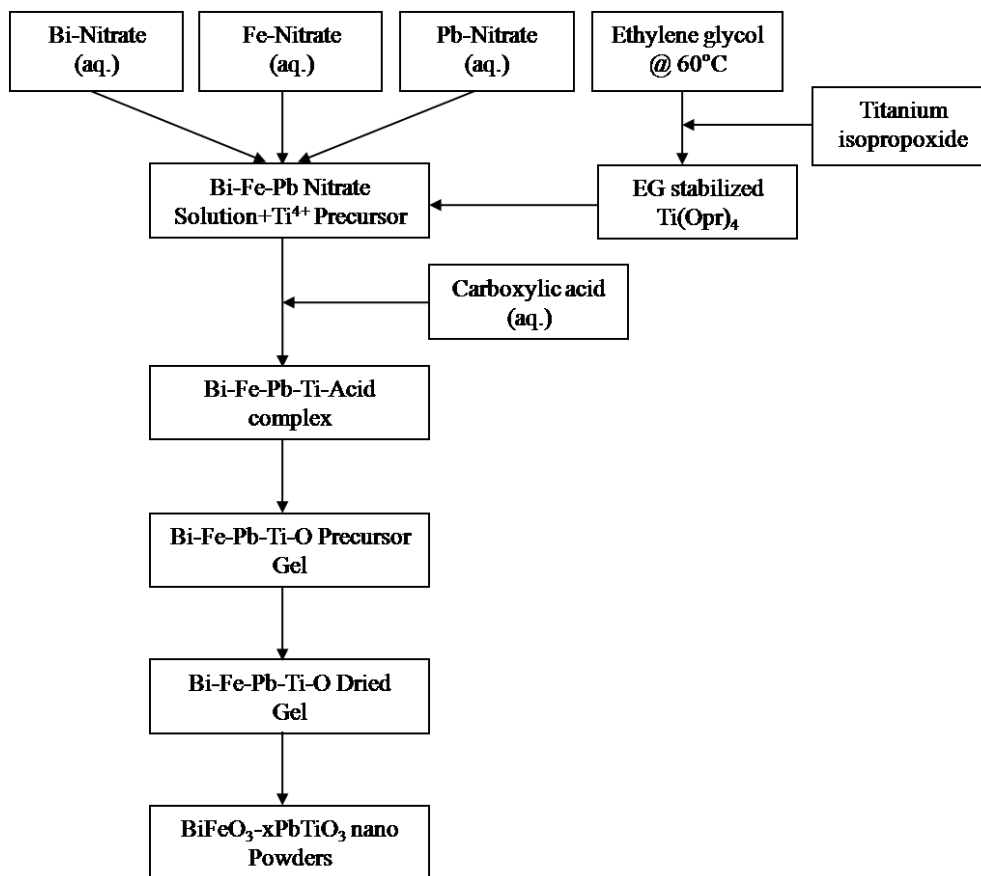 Bi-Nitrate
(aq.)
Fe-Nitrate
(aq.)
Pb-Nitrate
(aq.)
Ethylene glycol
@ 60°C
Titanium
isopropoxide
Bi-Fe-Pb Nitrate
Solution+Ti⁴⁺ Precursor
EG stabilized
Ti(Opr)₄
Carboxylic acid
(aq.)
Bi-Fe-Pb-Ti-Acid
complex
Bi-Fe-Pb-Ti-O Precursor
Gel
Bi-Fe-Pb-Ti-O Dried
Gel
BiFeO₃-xPbTiO₃ nano
Powders